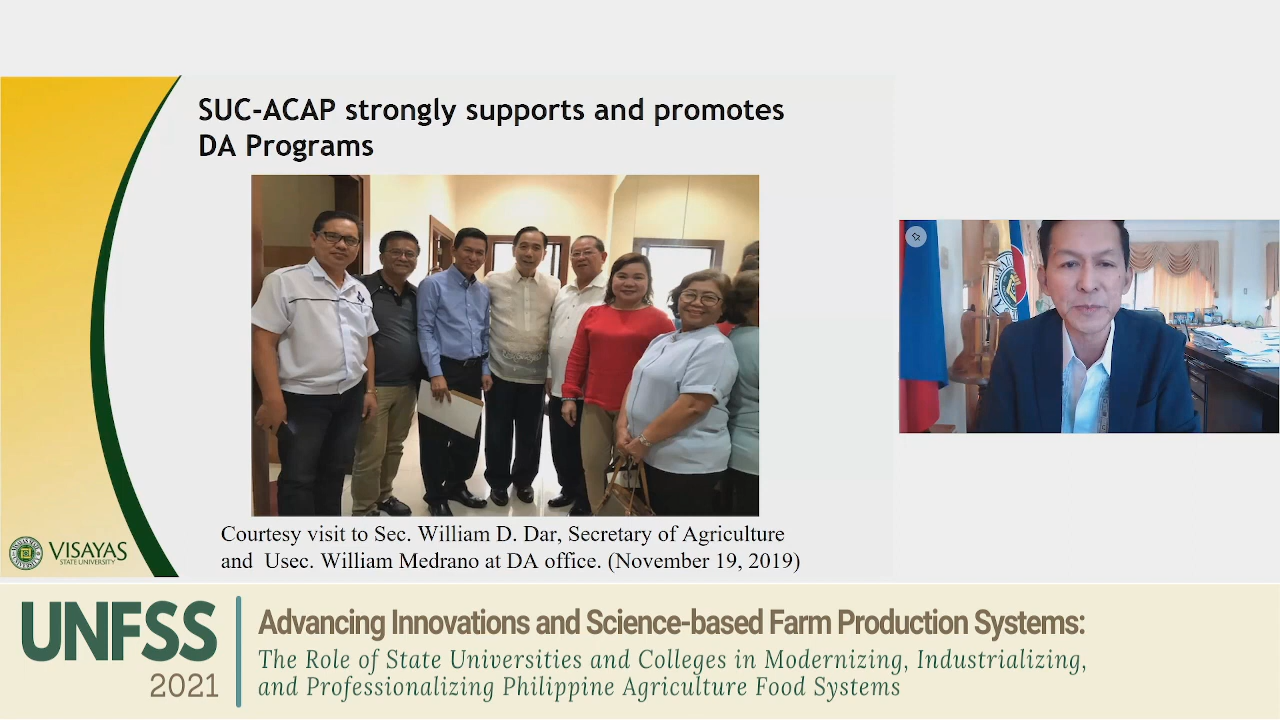 SUC-ACAP strongly supports and promotes
DA Programs
Courtesy visit to Sec. William D. Dar, Secretary of Agriculture
and Usec. William Medrano at DA office. (November 19, 2019)
VISAYAS
STATE UNIVERSITY
UNFSS
2021
Advancing Innovations and Science-based Farm Production Systems:
The Role of State Universities and Colleges in Modernizing, Industrializing,
and Professionalizing Philippine Agriculture Food Systems